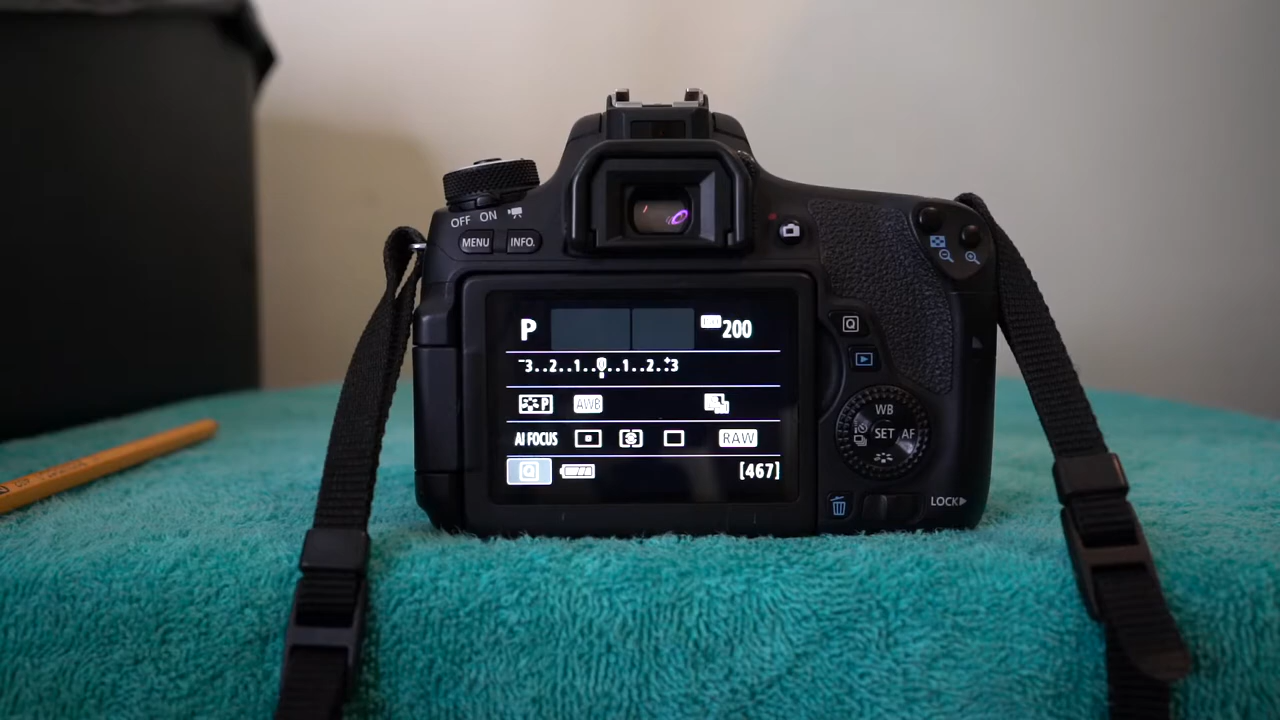 OFF ON
MENU INFO.
P 200
-3..2..1..0..1..2..+3
P AWB
AI FOCUS RAW
Q [467]
Q
WB
SET AF
LOCK